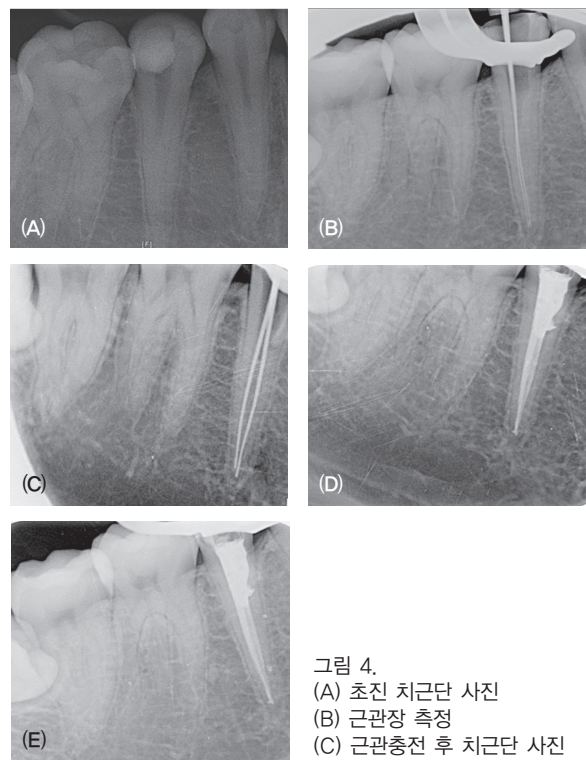 (A)
(B)
(C)
(D)
(E)
그림 4.
(A) 초진 치근단 사진
(B) 근관장 측정
(C) 근관충전 후 치근단 사진